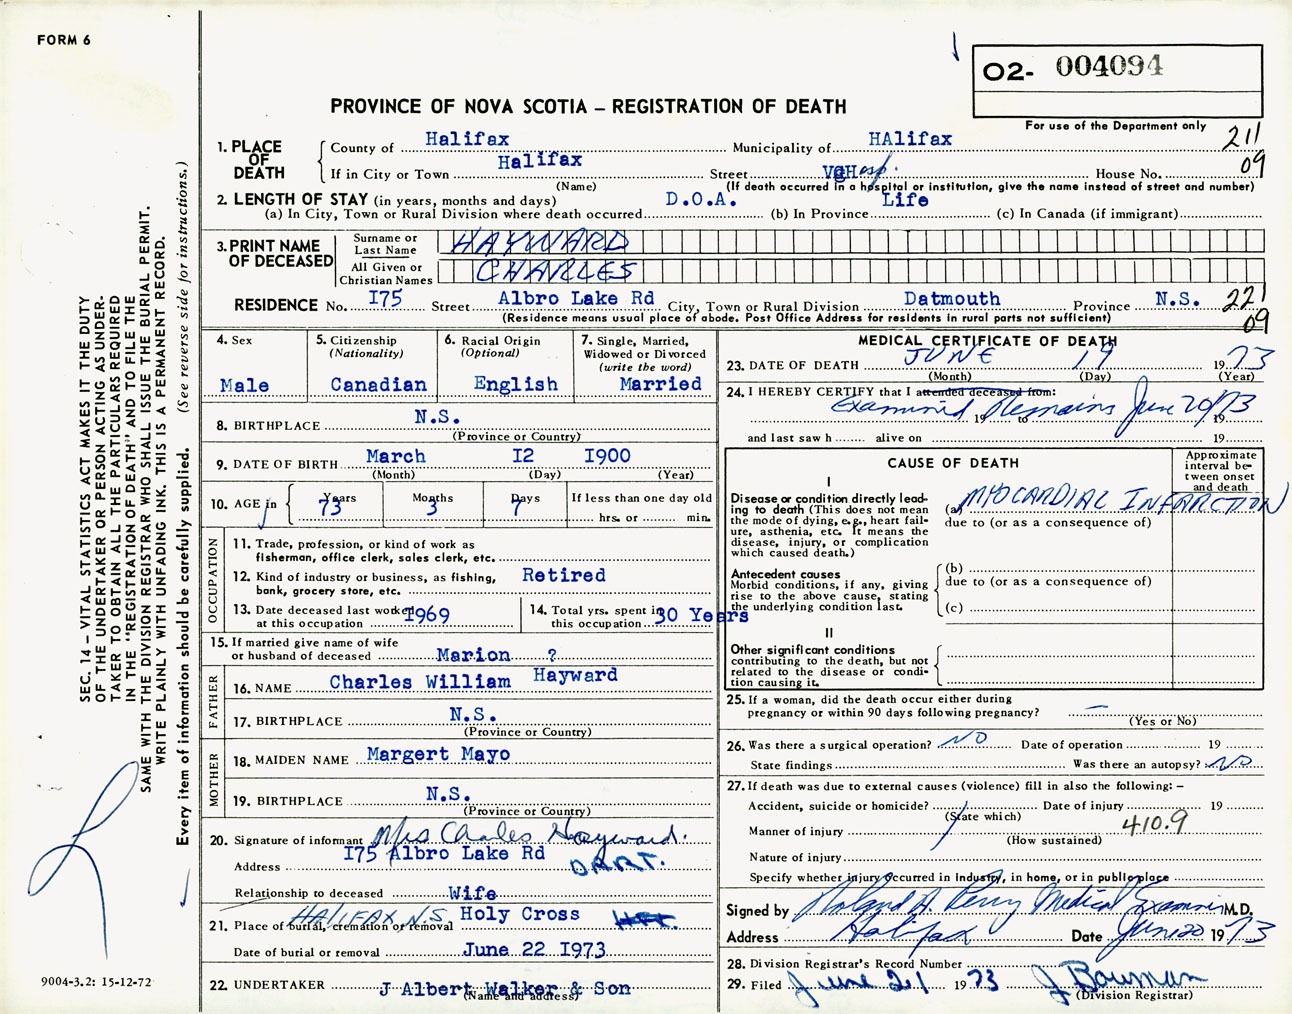 FORM 6
O2- 004094
For use of the Department only
PROVINCE OF NOVA SCOTIA – REGISTRATION OF DEATH
211
09
1. PLACE OF DEATH
County of Halifax Municipality of HAlifax
If in City or Town Halifax Street VGHosp. House No.
(Name) (If death occurred in a hospital or institution, give the name instead of street and number)
2. LENGTH OF STAY (in years, months and days) D.O.A. Life
(a) In City, Town or Rural Division where death occurred (b) In Province (c) In Canada (if immigrant)
3. PRINT NAME OF DECEASED
Surname or Last Name HAYWARD
All Given or Christian Names CHARLES
RESIDENCE No. I75 Street Albro Lake Rd City, Town or Rural Division Datmouth Province N.S. 221
(Residence means usual place of abode. Post Office Address for residents in rural parts not sufficient) 09
4. Sex
Male
5. Citizenship
(Nationality)
Canadian
6. Racial Origin
(Optional)
English
7. Single, Married,
Widowed or Divorced
(write the word)
Married
8. BIRTHPLACE N.S.
(Province or Country)
9. DATE OF BIRTH March I2 I900
(Month) (Day) (Year)
10. AGE in Years Months Days If less than one day old
73 3 7 hrs. or min.
OCCUPATION
11. Trade, profession, or kind of work as
fisherman, office clerk, sales clerk, etc.
12. Kind of industry or business, as fishing, Retired
bank, grocery store, etc.
13. Date deceased last worked
at this occupation I969
14. Total yrs. spent in
this occupation 30 Years
15. If married give name of wife
or husband of deceased Marion ?
FATHER
16. NAME Charles William Hayward
17. BIRTHPLACE N.S.
(Province or Country)
MOTHER
18. MAIDEN NAME Margert Mayo
19. BIRTHPLACE N.S.
(Province or Country)
20. Signature of informant Mrs Charles Hayward.
Address I75 Albro Lake Rd DART.
Relationship to deceased Wife
HALIFAX N.S. Holy Cross
21. Place of burial, cremation or removal
Date of burial or removal June 22 I973
22. UNDERTAKER J Albert Walker & Son
(Name and address)
MEDICAL CERTIFICATE OF DEATH
23. DATE OF DEATH JUNE 19 1973
(Month) (Day) (Year)
24. I HEREBY CERTIFY that I attended deceased from:
Examined Remains June 20/73
19 to 19
and last saw h alive on 19
CAUSE OF DEATH
Approximate
interval be-
tween onset
and death
I
Disease or condition directly lead-
ing to death (This does not mean
the mode of dying, e.g., heart fail-
ure, asthenia, etc. It means the
disease, injury, or complication
which caused death.)
(a) MYOCARDIAL INFARCTION
due to (or as a consequence of)
Antecedent causes
Morbid conditions, if any, giving
rise to the above cause, stating
the underlying condition last.
(b)
due to (or as a consequence of)
(c)
II
Other significant conditions
contributing to the death, but not
related to the disease or condi-
tion causing it.
25. If a woman, did the death occur either during
pregnancy or within 90 days following pregnancy? –
(Yes or No)
26. Was there a surgical operation? NO Date of operation 19
State findings Was there an autopsy? NO
27. If death was due to external causes (violence) fill in also the following: –
Accident, suicide or homicide? Date of injury 19
(State which)
Manner of injury 410.9
(How sustained)
Nature of injury
Specify whether injury occurred in Industry, in home, or in public place
Signed by Roland A. Perry Medical Examiner M.D.
Address Halifax Date June 20 1973
28. Division Registrar's Record Number
29. Filed June 21 1973 J Bowman
(Division Registrar)
SEC. 14 – VITAL STATISTICS ACT MAKES IT THE DUTY
OF THE UNDERTAKER OR PERSON ACTING AS UNDER-
TAKER TO OBTAIN ALL THE PARTICULARS REQUIRED
IN THE "REGISTRATION OF DEATH" AND TO FILE THE
SAME WITH THE DIVISION REGISTRAR WHO SHALL ISSUE THE BURIAL PERMIT.
WRITE PLAINLY WITH UNFADING INK. THIS IS A PERMANENT RECORD.
Every item of information should be carefully supplied. (See reverse side for instructions.)
9004-3.2: 15-12-72